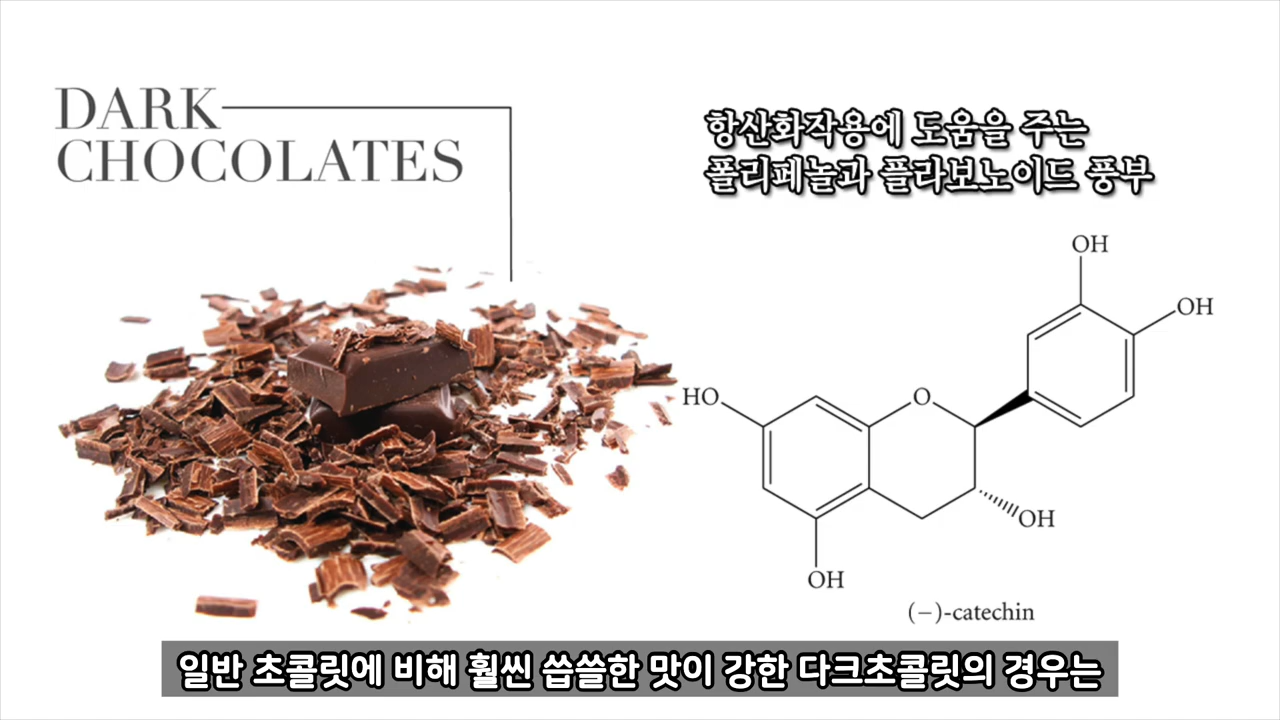 DARK
CHOCOLATES
항산화작용에 도움을 주는
폴리페놀과 플라보노이드 풍부
OH
OH
HO
O
OH
OH
(−)-catechin
일반 초콜릿에 비해 훨씬 씁쓸한 맛이 강한 다크초콜릿의 경우는